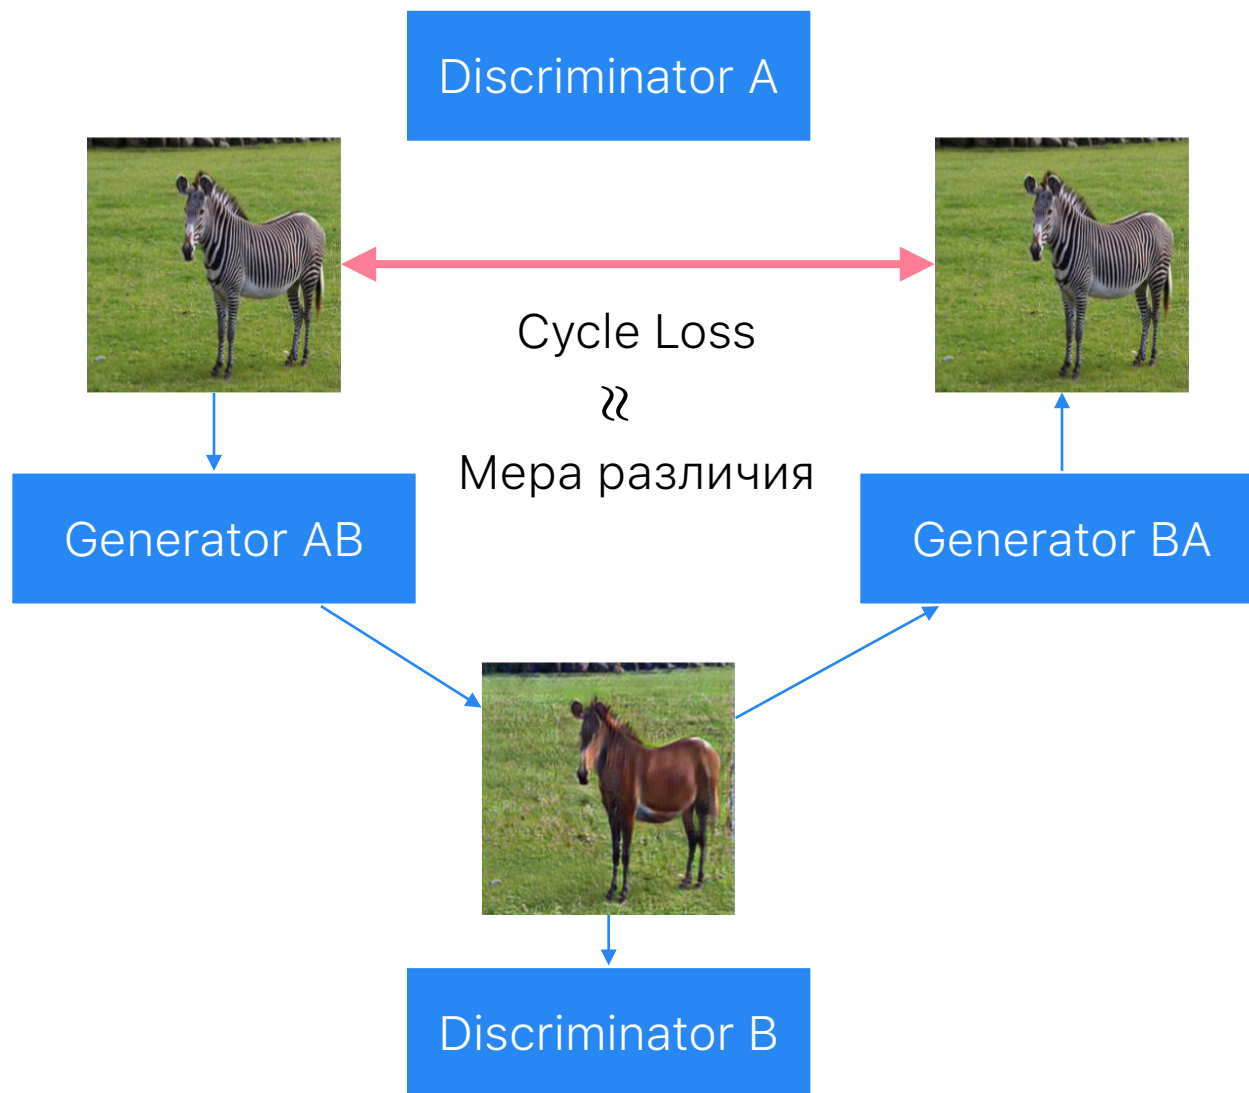 Discriminator A
Cycle Loss
≈
Мера различия
Generator AB
Generator BA
Discriminator B